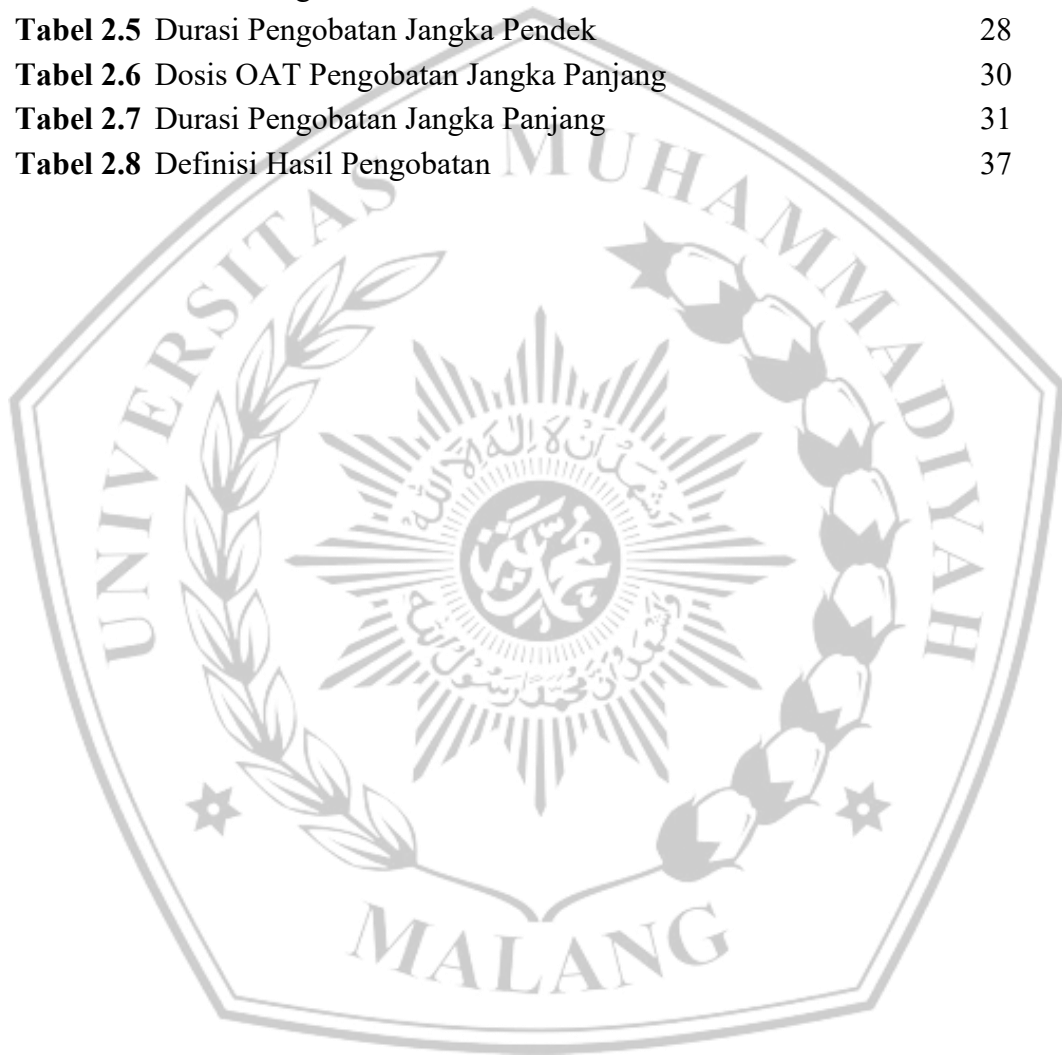 Tabel 2.5 Durasi Pengobatan Jangka Pendek 28
Tabel 2.6 Dosis OAT Pengobatan Jangka Panjang 30
Tabel 2.7 Durasi Pengobatan Jangka Panjang 31
Tabel 2.8 Definisi Hasil Pengobatan 37
UNIVERSITAS MUHAMMADIYAH
MALANG